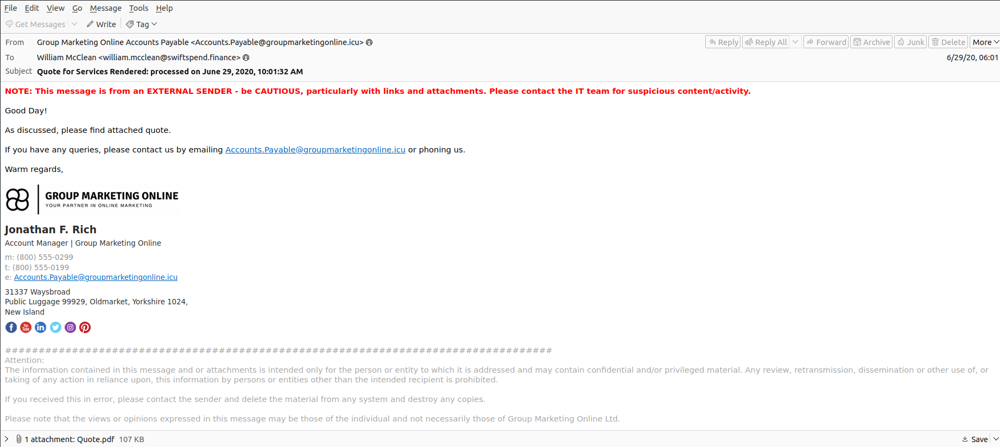 File Edit View Go Message Tools Help
Get Messages Write Tag
From Group Marketing Online Accounts Payable <Accounts.Payable@groupmarketingonline.icu> Reply Reply All Forward Archive Junk Delete More
To William McClean <william.mcclean@swiftspend.finance> 6/29/20, 06:01
Subject Quote for Services Rendered: processed on June 29, 2020, 10:01:32 AM
NOTE: This message is from an EXTERNAL SENDER - be CAUTIOUS, particularly with links and attachments. Please contact the IT team for suspicious content/activity.
Good Day!
As discussed, please find attached quote.
If you have any queries, please contact us by emailing Accounts.Payable@groupmarketingonline.icu or phoning us.
Warm regards,
GROUP MARKETING ONLINE
YOUR PARTNER IN ONLINE MARKETING
Jonathan F. Rich
Account Manager | Group Marketing Online
m: (800) 555-0299
t: (800) 555-0199
e: Accounts.Payable@groupmarketingonline.icu
31337 Waysbroad
Public Luggage 99929, Oldmarket, Yorkshire 1024,
New Island
f You Tube in
##################################################################################
Attention:
The information contained in this message and or attachments is intended only for the person or entity to which it is addressed and may contain confidential and/or privileged material. Any review, retransmission, dissemination or other use of, or
taking of any action in reliance upon, this information by persons or entities other than the intended recipient is prohibited.
If you received this in error, please contact the sender and delete the material from any system and destroy any copies.
Please note that the views or opinions expressed in this message may be those of the individual and not necessarily those of Group Marketing Online Ltd.
1 attachment: Quote.pdf 107 KB Save